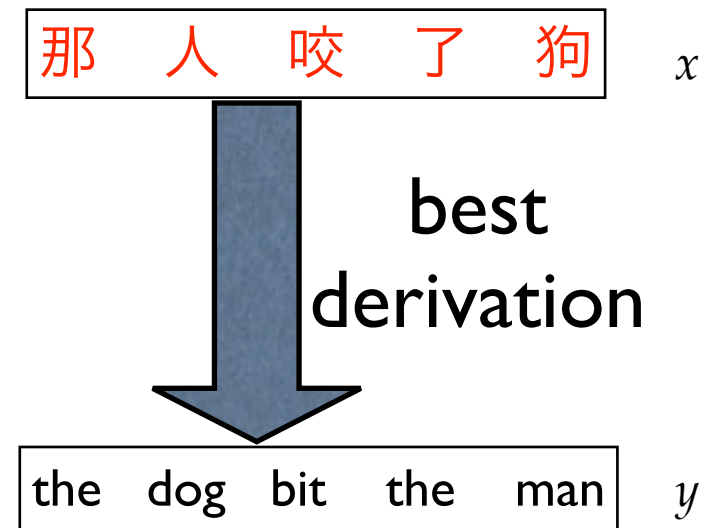 那 人 咬 了 狗 x
best
derivation
the dog bit the man y